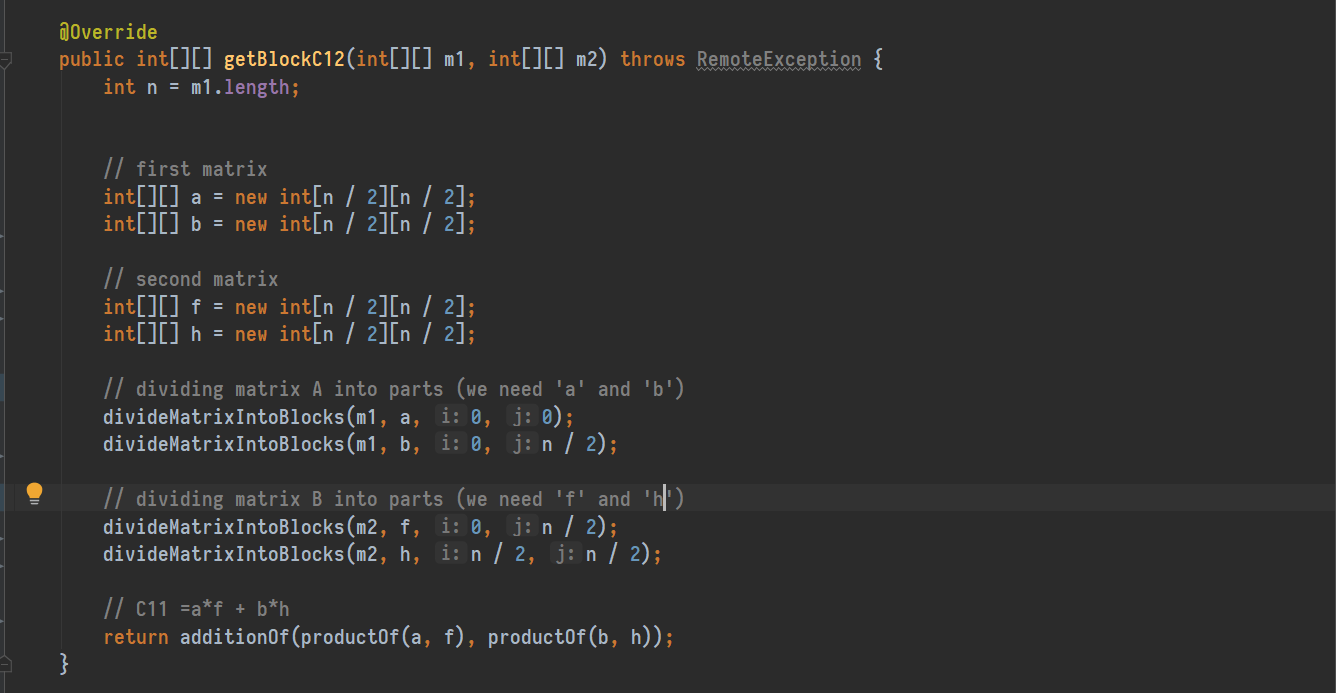 @Override
public int[][] getBlockC12(int[][] m1, int[][] m2) throws RemoteException {
int n = m1.length;
// first matrix
int[][] a = new int[n / 2][n / 2];
int[][] b = new int[n / 2][n / 2];
// second matrix
int[][] f = new int[n / 2][n / 2];
int[][] h = new int[n / 2][n / 2];
// dividing matrix A into parts (we need 'a' and 'b')
divideMatrixIntoBlocks(m1, a, i: 0, j: 0);
divideMatrixIntoBlocks(m1, b, i: 0, j: n / 2);
// dividing matrix B into parts (we need 'f' and 'h')
divideMatrixIntoBlocks(m2, f, i: 0, j: n / 2);
divideMatrixIntoBlocks(m2, h, i: n / 2, j: n / 2);
// C11 =a*f + b*h
return additionOf(productOf(a, f), productOf(b, h));
}